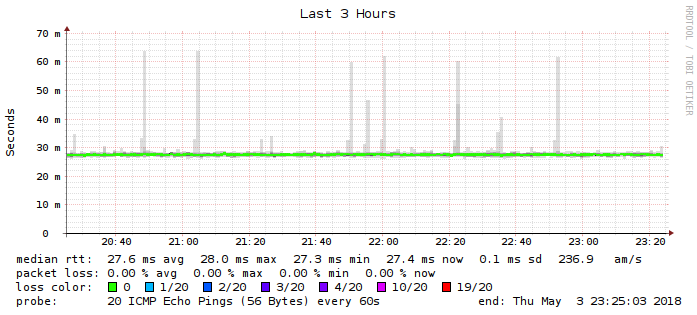 Last 3 Hours
RRDTOOL / TOBI OETIKER
Seconds
70 m
60 m
50 m
40 m
30 m
20 m
10 m
0
20:40 21:00 21:20 21:40 22:00 22:20 22:40 23:00 23:20
median rtt: 27.6 ms avg 28.0 ms max 27.3 ms min 27.4 ms now 0.1 ms sd 236.9 am/s
packet loss: 0.00 % avg 0.00 % max 0.00 % min 0.00 % now
loss color: 0 1/20 2/20 3/20 4/20 10/20 19/20
probe: 20 ICMP Echo Pings (56 Bytes) every 60s end: Thu May 3 23:25:03 2018